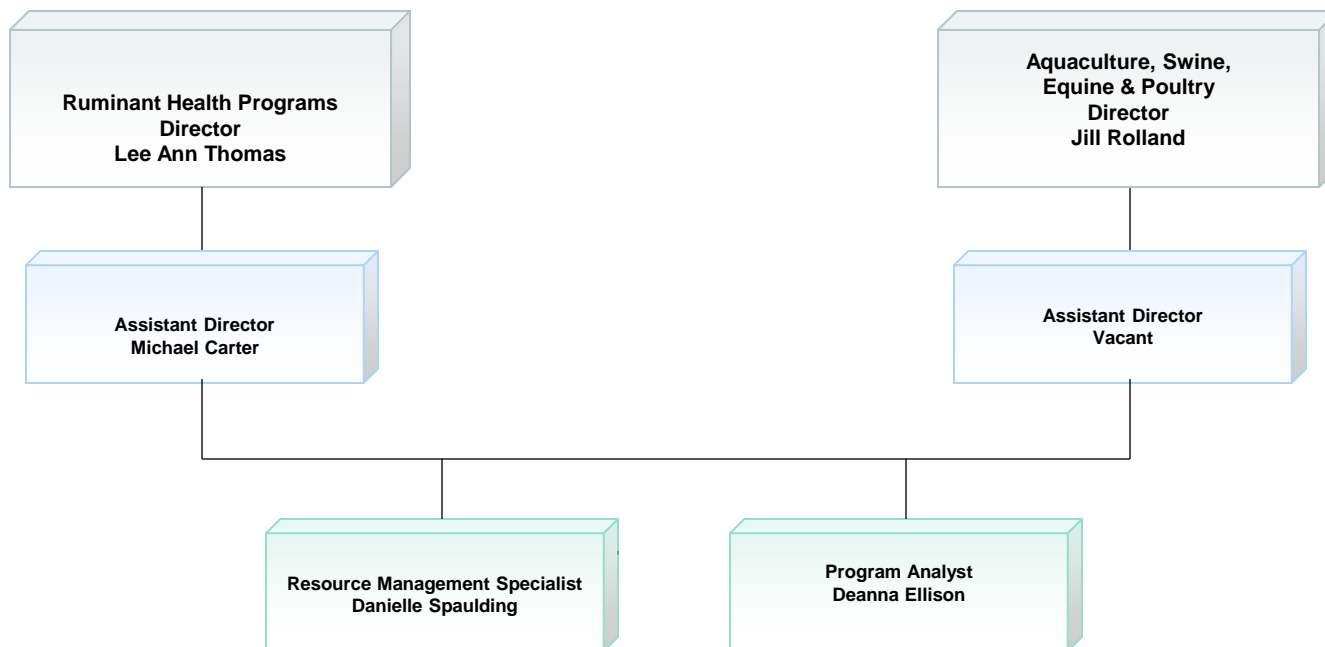 Ruminant Health Programs
Director
Lee Ann Thomas
Aquaculture, Swine,
Equine & Poultry
Director
Jill Rolland
Assistant Director
Michael Carter
Assistant Director
Vacant
Resource Management Specialist
Danielle Spaulding
Program Analyst
Deanna Ellison